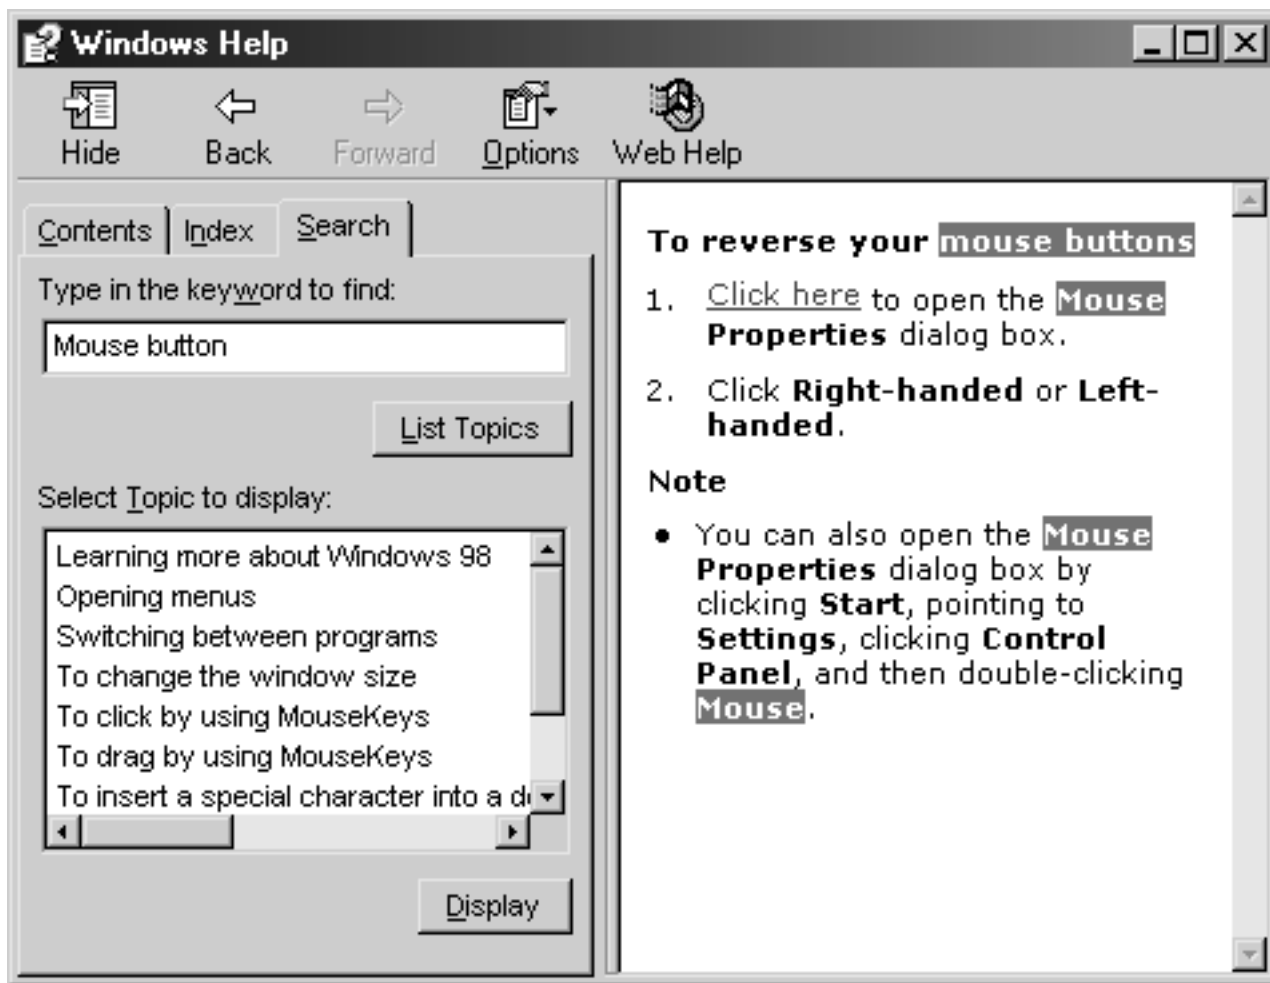 Windows Help
Hide Back Forward Options Web Help
Contents Index Search
Type in the keyword to find:
Mouse button
List Topics
Select Topic to display:
Learning more about Windows 98
Opening menus
Switching between programs
To change the window size
To click by using MouseKeys
To drag by using MouseKeys
To insert a special character into a d
Display
To reverse your mouse buttons
1. Click here to open the Mouse
Properties dialog box.
2. Click Right-handed or Left-
handed.
Note
• You can also open the Mouse
Properties dialog box by
clicking Start, pointing to
Settings, clicking Control
Panel, and then double-clicking
Mouse.